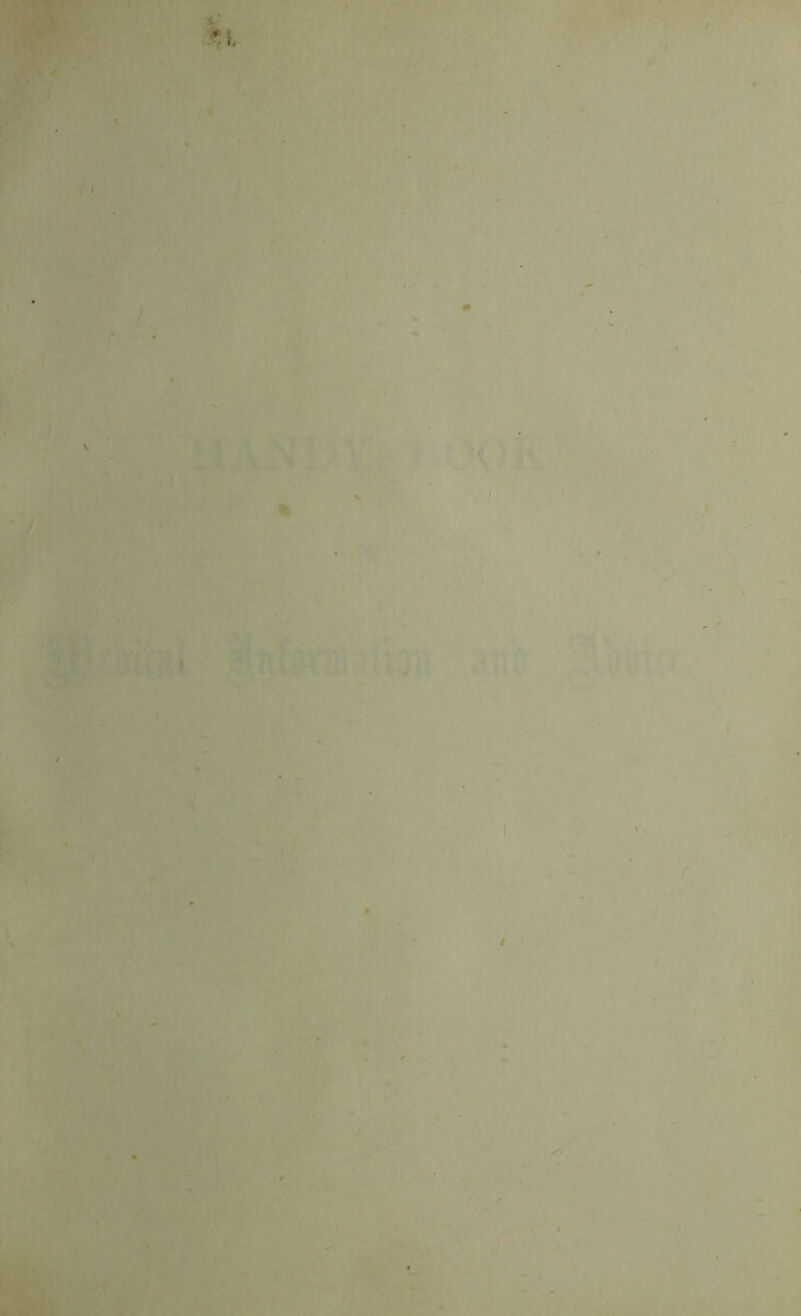 HANDY-BOOK
Medical Information and Advice.